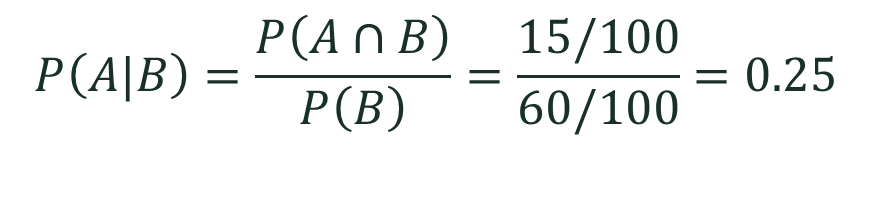 P(A|B) = P(A ∩ B) / P(B) = 15/100 / 60/100 = 0.25